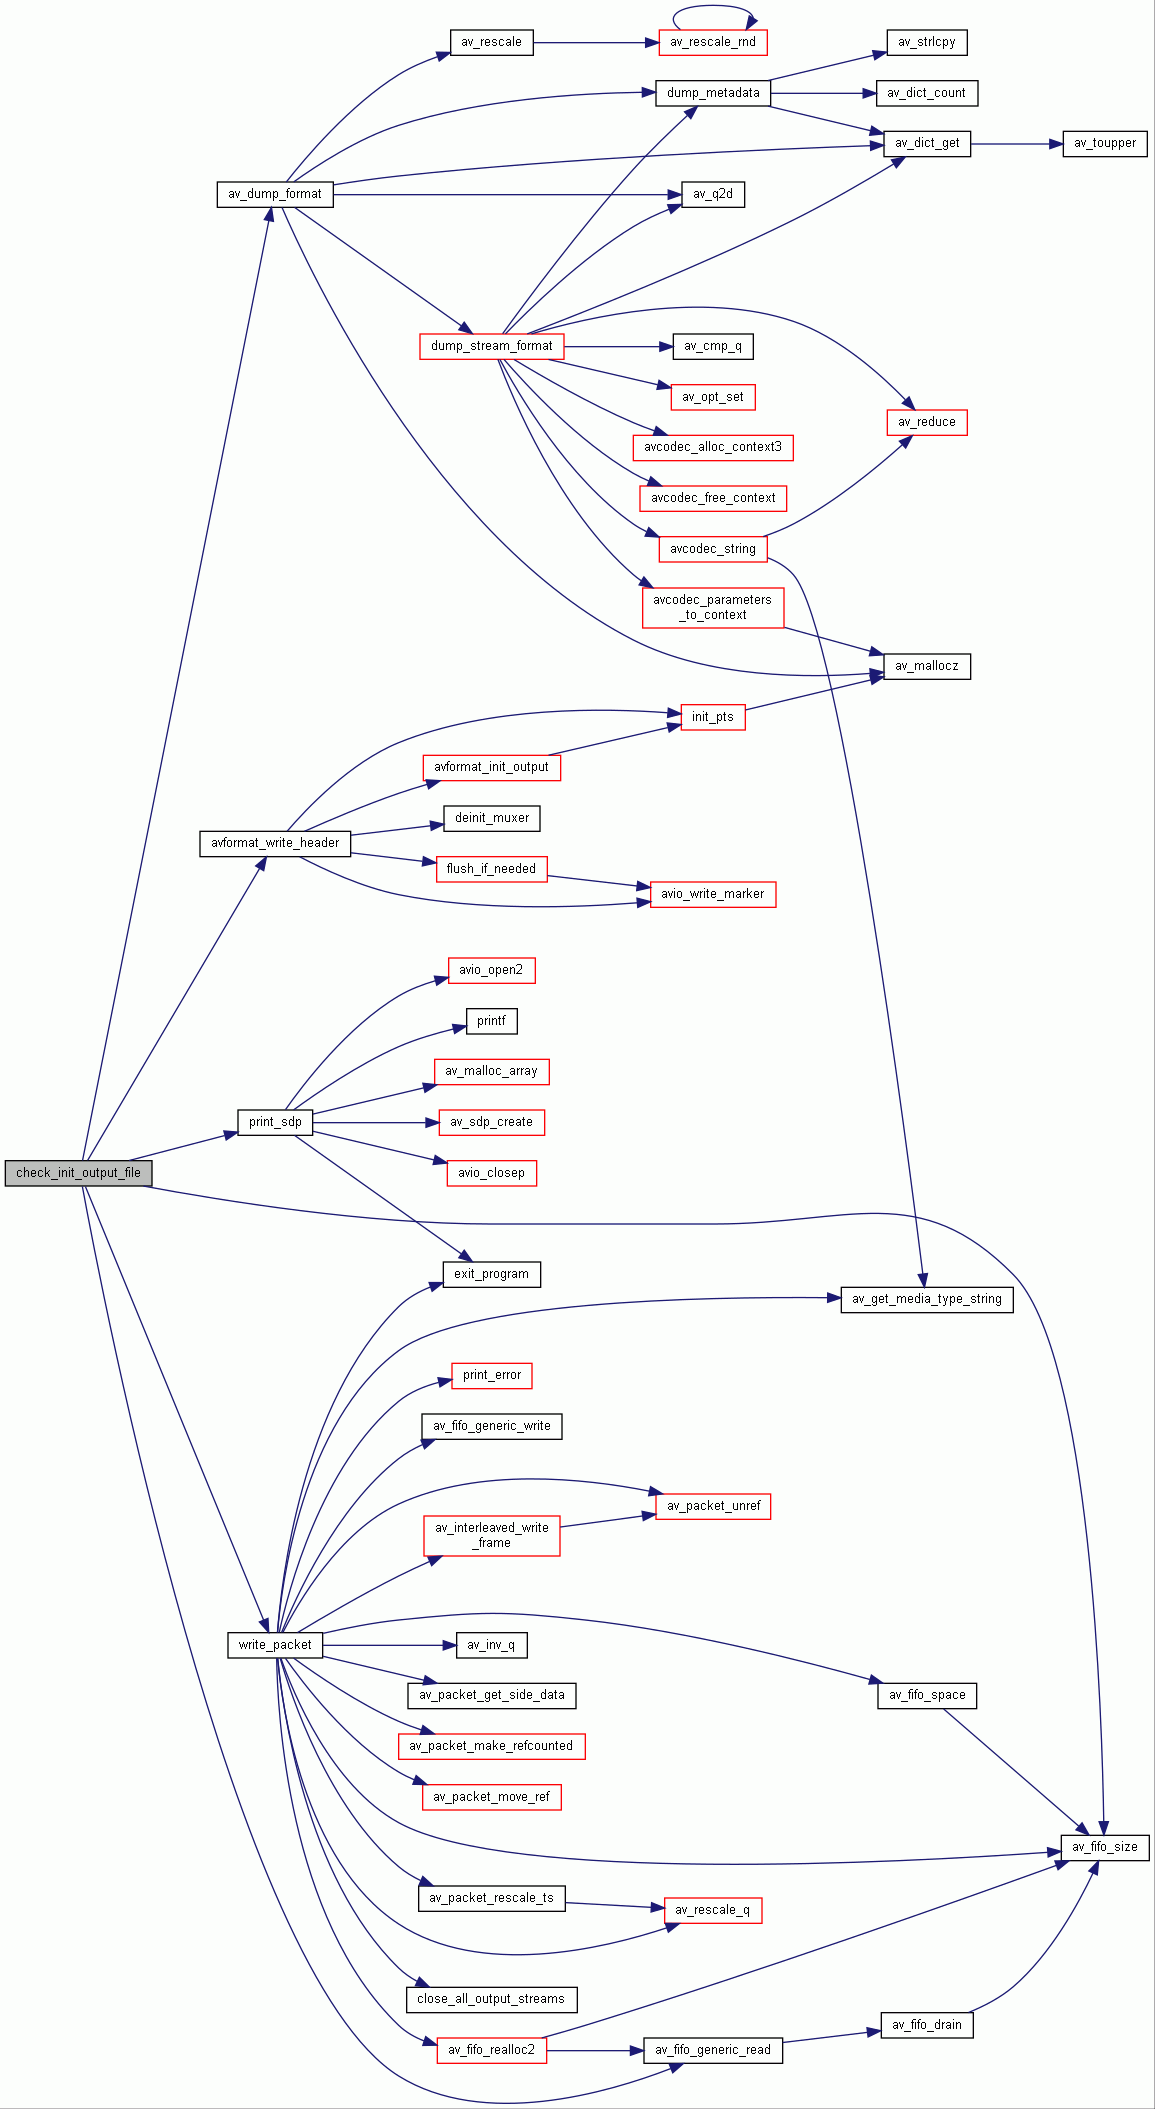 av_rescale
av_rescale_rnd
av_strlcpy
dump_metadata
av_dict_count
av_dict_get
av_toupper
av_dump_format
av_q2d
dump_stream_format
av_cmp_q
av_opt_set
av_reduce
avcodec_alloc_context3
avcodec_free_context
avcodec_string
avcodec_parameters
_to_context
av_mallocz
init_pts
avformat_init_output
deinit_muxer
avformat_write_header
flush_if_needed
avio_write_marker
avio_open2
printf
av_malloc_array
print_sdp
av_sdp_create
check_init_output_file
avio_closep
exit_program
av_get_media_type_string
print_error
av_fifo_generic_write
av_packet_unref
av_interleaved_write
_frame
write_packet
av_inv_q
av_packet_get_side_data
av_fifo_space
av_packet_make_refcounted
av_packet_move_ref
av_fifo_size
av_packet_rescale_ts
av_rescale_q
close_all_output_streams
av_fifo_drain
av_fifo_realloc2
av_fifo_generic_read